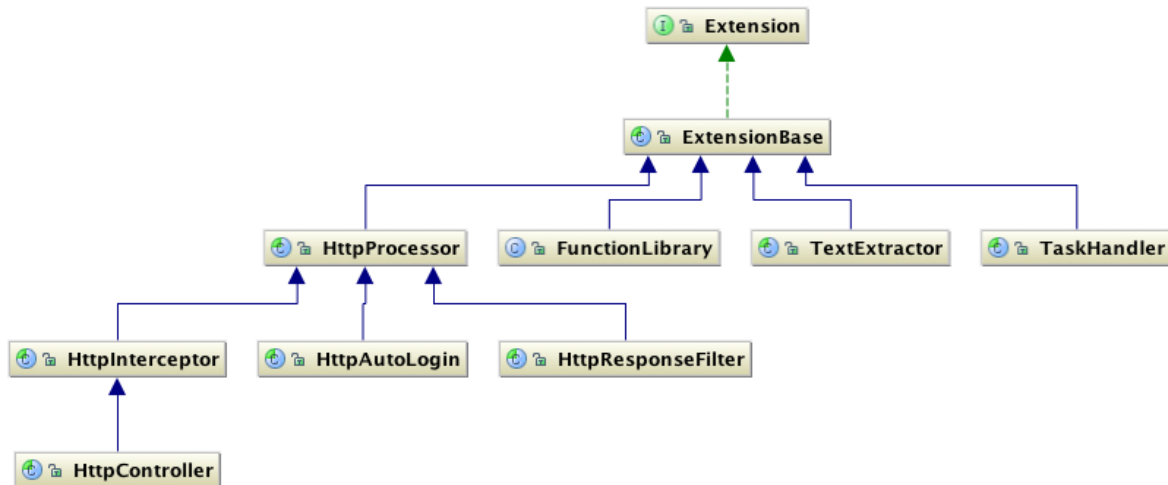 Extension
ExtensionBase
HttpProcessor
FunctionLibrary
TextExtractor
TaskHandler
HttpInterceptor
HttpAutoLogin
HttpResponseFilter
HttpController